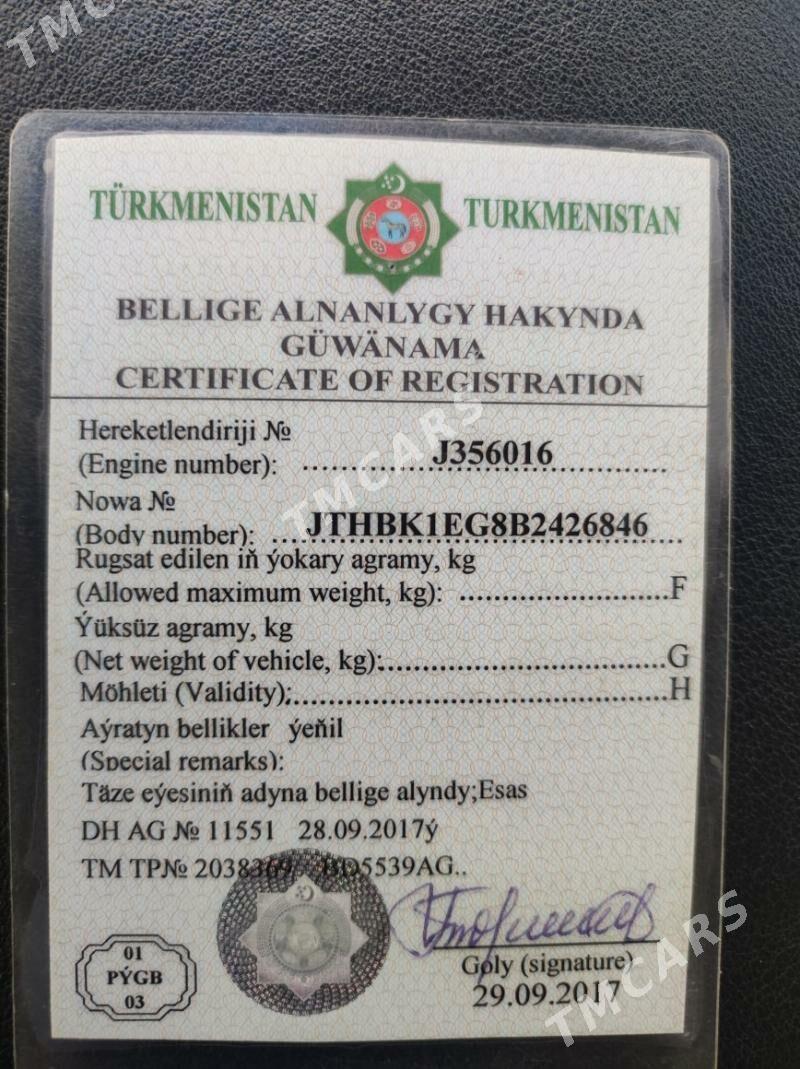 TMCARS
TÜRKMENISTAN TURKMENISTAN
BELLIGE ALNANLYGY HAKYNDA
GÜWÄNAMA
CERTIFICATE OF REGISTRATION
Hereketlendiriji №
(Engine number): J356016
TMCARS
Nowa №
(Body number): JTHBK1EG8B2426846
Rugsat edilen iň ýokary agramy, kg
(Allowed maximum weight, kg): F
Ýüksüz agramy, kg
(Net weight of vehicle, kg): G
Möhleti (Validity): H
Aýratyn bellikler ýeňil
(Special remarks):
Täze eýesiniň adyna bellige alyndy;Esas
DH AG № 11551 28.09.2017ý
TM TP№ 2038369 BD5539AG..
01
PÝGB
03
Goly (signature)
29.09.2017
TMCARS